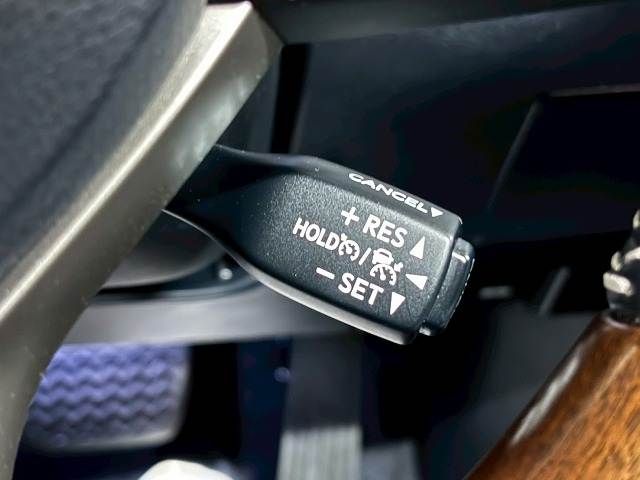 CANCEL▼
+ RES ▲
HOLD / ◀
− SET ▼